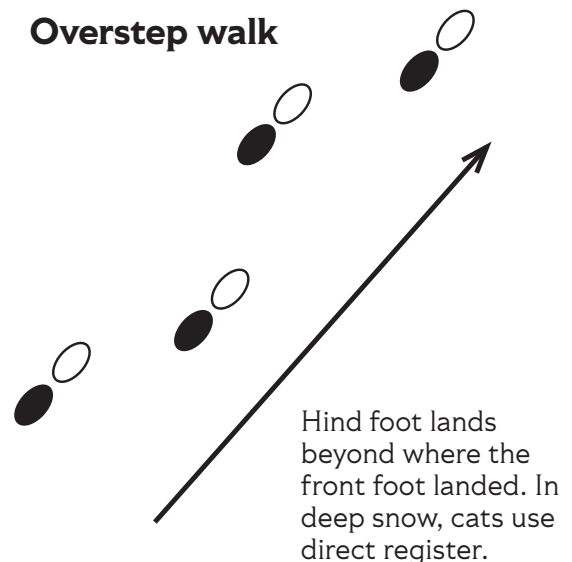 Overstep walk
Hind foot lands
beyond where the
front foot landed. In
deep snow, cats use
direct register.